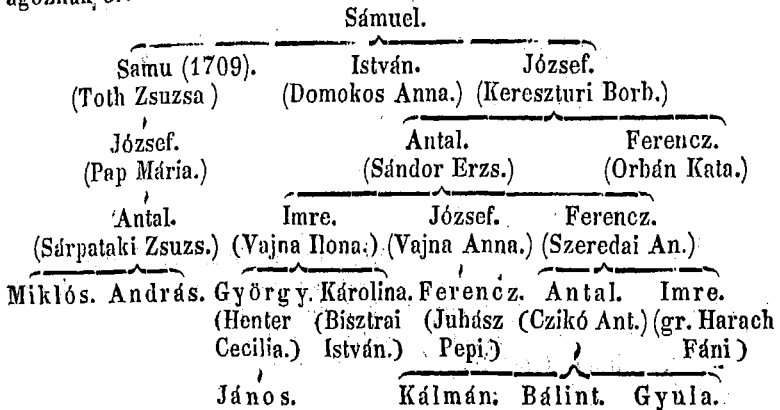 Sámuel.
Samu (1709). István. József.
(Toth Zsuzsa) (Domokos Anna.) (Kereszturi Borb.)
József. Antal. Ferencz.
(Pap Mária.) (Sándor Erzs.) (Orbán Kata.)
Antal. Imre. József. Ferencz.
(Sárpataki Zsuzs.) (Vajna Ilona.) (Vajna Anna.) (Szeredai An.)
Miklós. András. György. Károlina. Ferencz. Antal. Imre.
(Henter (Bisztrai (Juhász (Czikó Ant.) (gr. Harach
Cecilia.) István.) Pepi.) Fáni)
János. Kálmán. Bálint. Gyula.